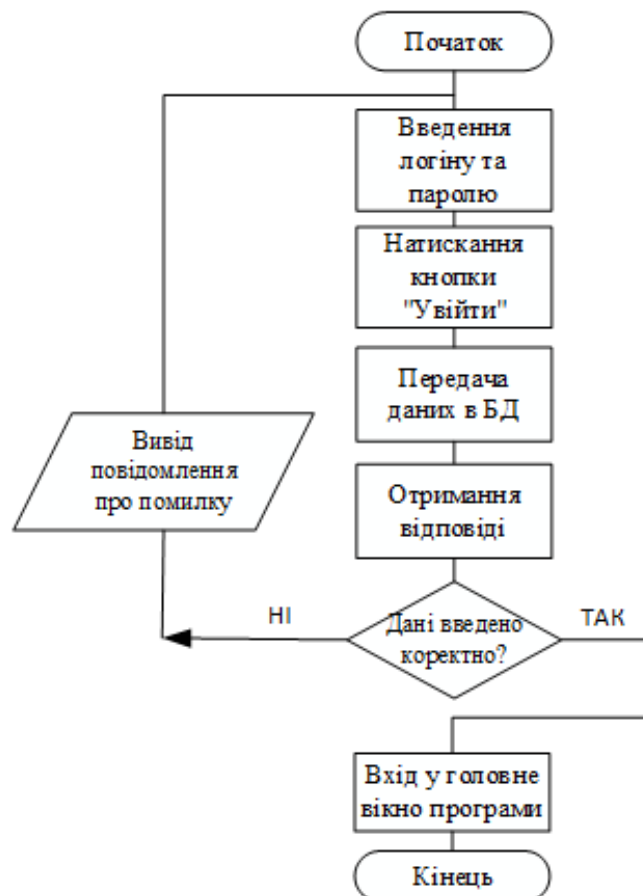 Початок
Введення
логіну та
паролю
Натискання
кнопки
"Увійти"
Передача
даних в БД
Вивід
повідомлення
про помилку
Отримання
відповіді
НІ
Дані введено
коректно?
ТАК
Вхід у головне
вікно програми
Кінець